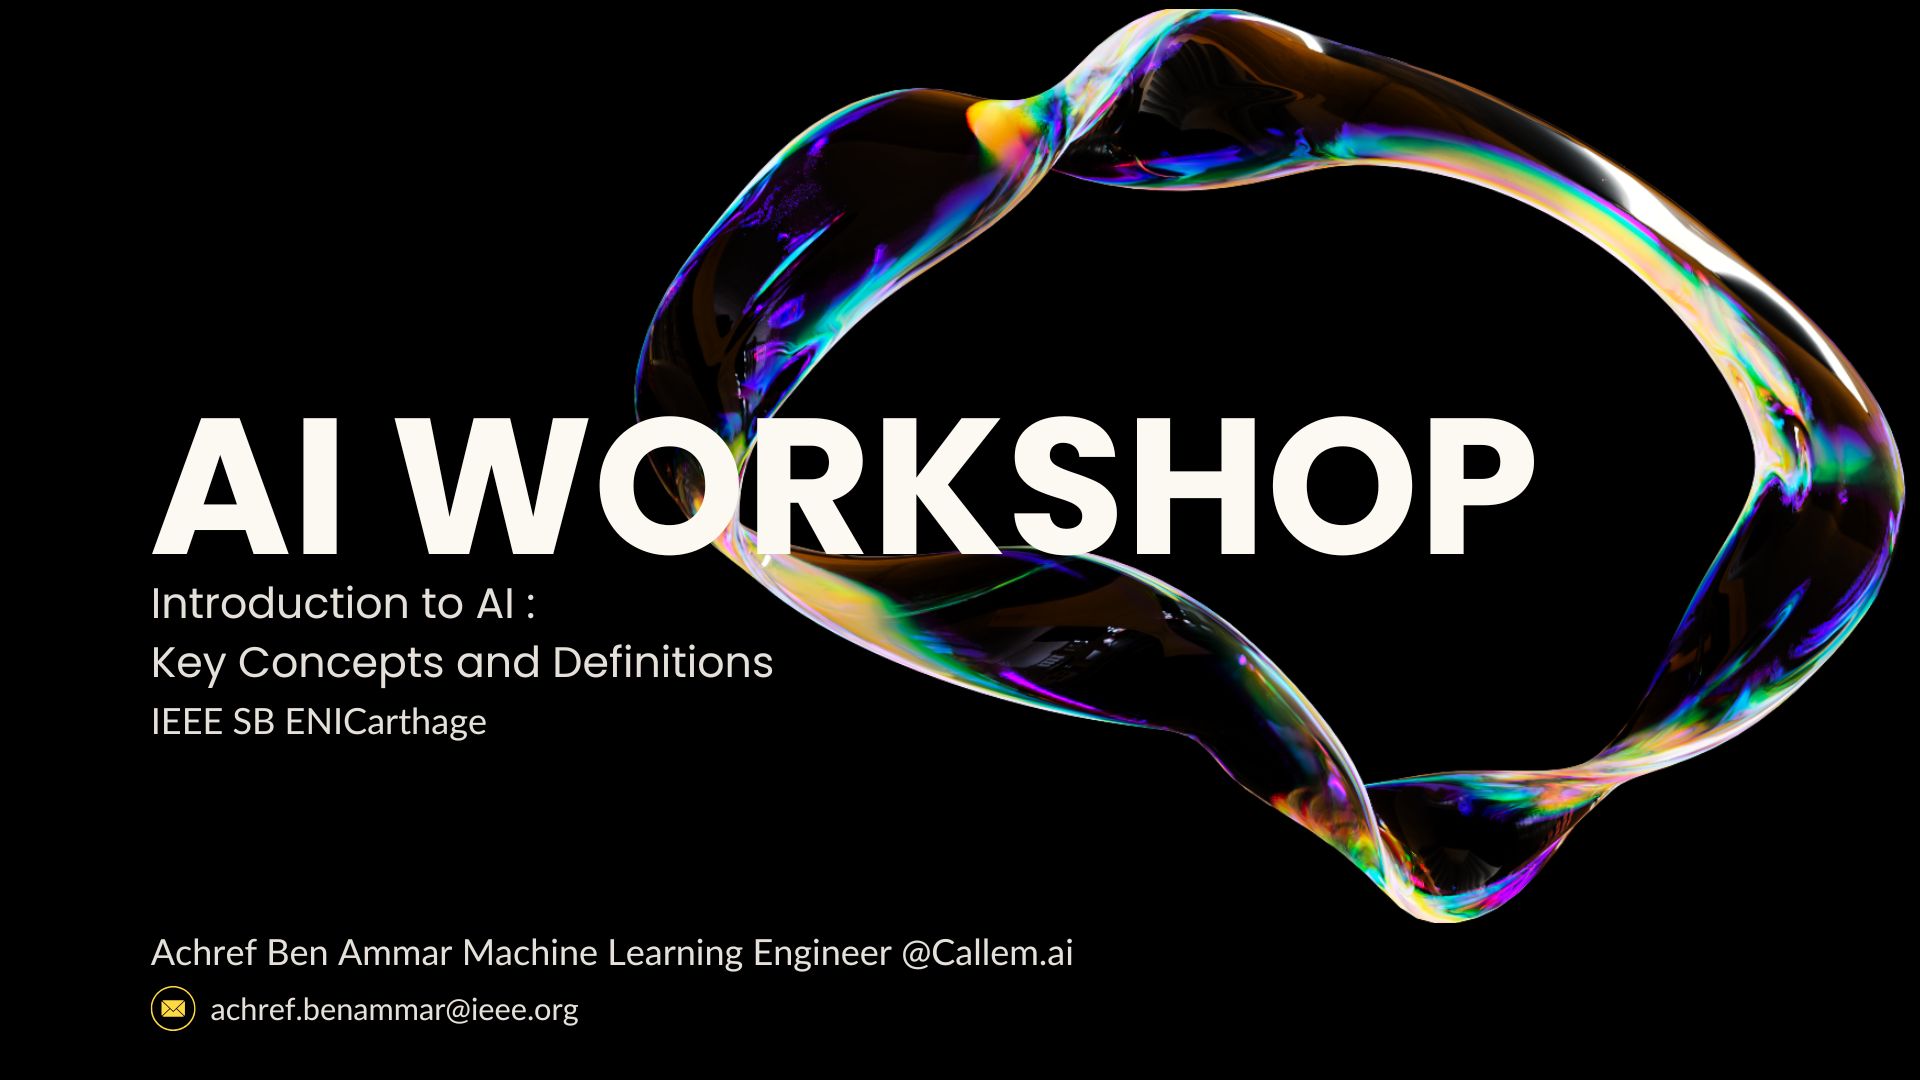 AI WORKSHOP
Introduction to AI :
Key Concepts and Definitions
IEEE SB ENICarthage
Achref Ben Ammar Machine Learning Engineer @Callem.ai
achref.benammar@ieee.org